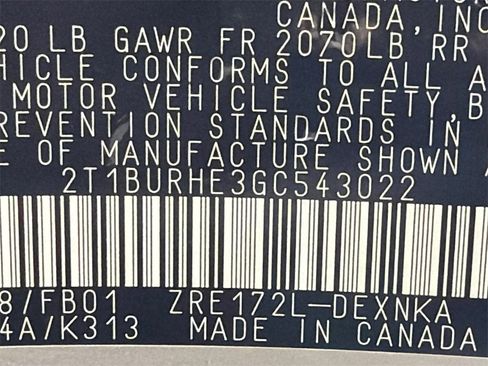 CANADA, INC
20 LB GAWR FR 2070LB RR
HICLE CONFORMS TO ALL A
MOTOR VEHICLE SAFETY, B
REVENTION STANDARDS IN
E OF MANUFACTURE SHOWN A
2T1BURHE3GC543022
8/FB01 ZRE172L-DEXNKA
4A/K313 MADE IN CANADA